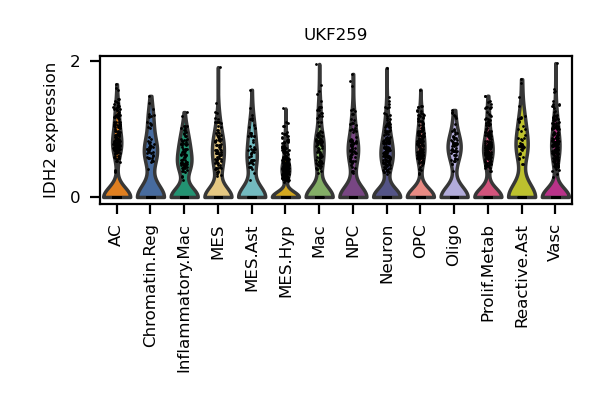 UKF259
IDH2 expression
2
0
AC
Chromatin.Reg
Inflammatory.Mac
MES
MES.Ast
MES.Hyp
Mac
NPC
Neuron
OPC
Oligo
Prolif.Metab
Reactive.Ast
Vasc